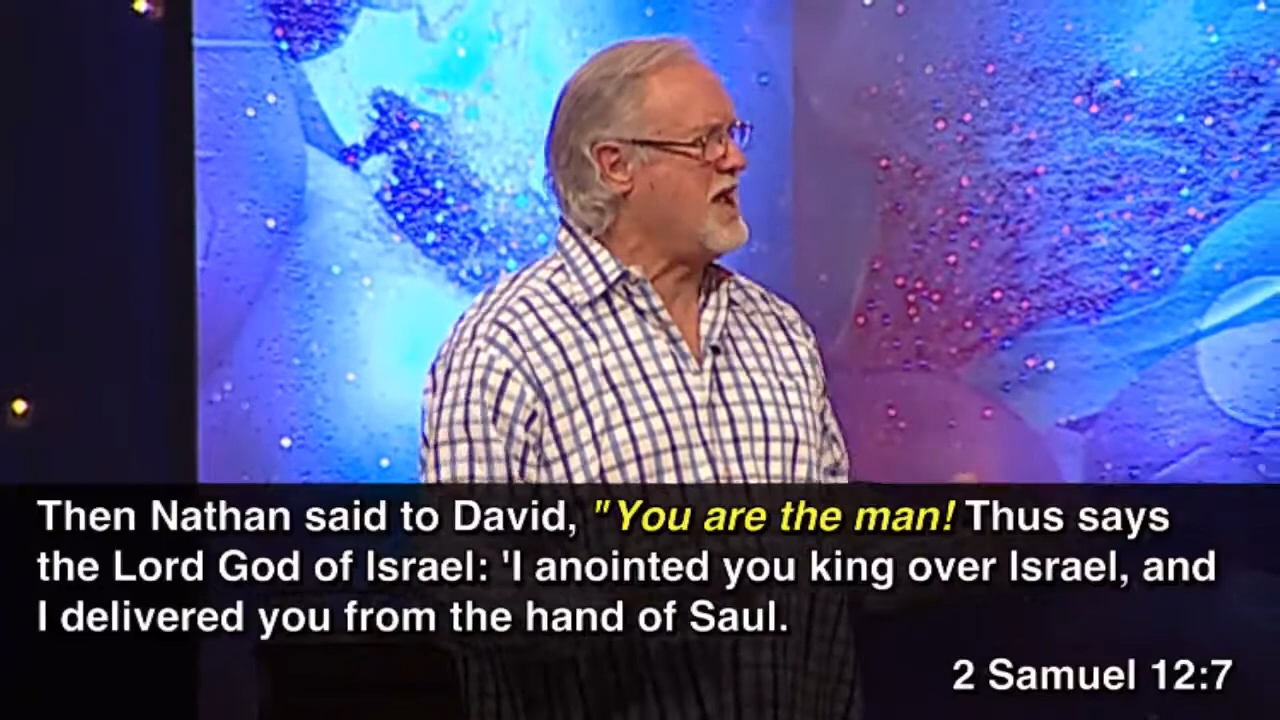 Then Nathan said to David, "You are the man! Thus says
the Lord God of Israel: 'I anointed you king over Israel, and
I delivered you from the hand of Saul.
2 Samuel 12:7